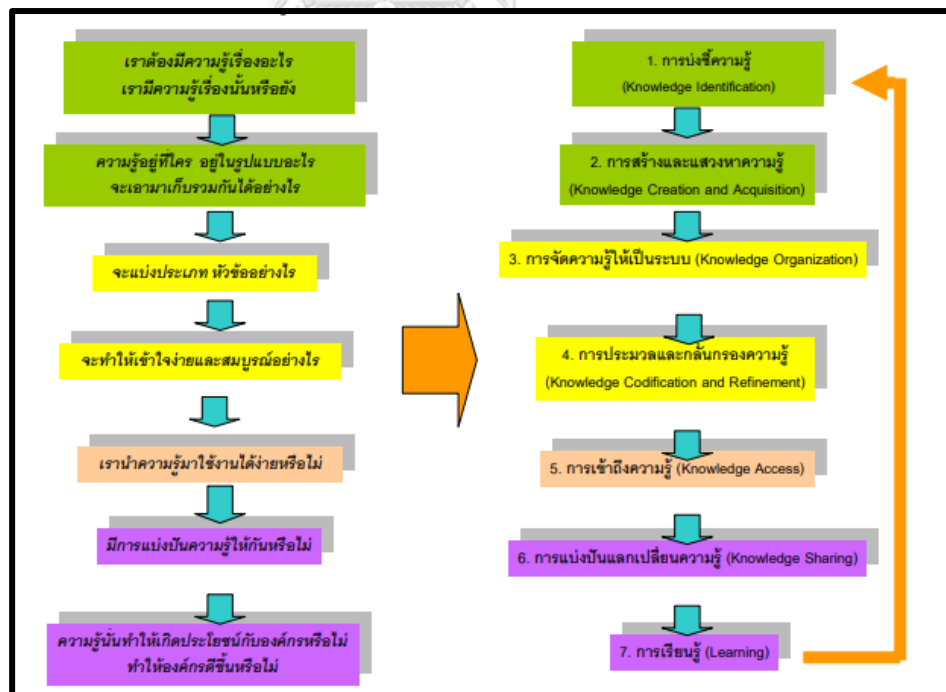 เราต้องมีความรู้เรื่องอะไร
เรามีความรู้เรื่องนั้นหรือยัง
ความรู้อยู่ที่ใคร อยู่ในรูปแบบอะไร
จะเอามาเก็บรวมกันได้อย่างไร
จะแบ่งประเภท หัวข้ออย่างไร
จะทำให้เข้าใจง่ายและสมบูรณ์อย่างไร
เรานำความรู้มาใช้งานได้ง่ายหรือไม่
มีการแบ่งปันความรู้ให้กันหรือไม่
ความรู้นั้นทำให้เกิดประโยชน์กับองค์กรหรือไม่
ทำให้องค์กรดีขึ้นหรือไม่
1. การบ่งชี้ความรู้
(Knowledge Identification)
2. การสร้างและแสวงหาความรู้
(Knowledge Creation and Acquisition)
3. การจัดความรู้ให้เป็นระบบ (Knowledge Organization)
4. การประมวลและกลั่นกรองความรู้
(Knowledge Codification and Refinement)
5. การเข้าถึงความรู้ (Knowledge Access)
6. การแบ่งปันแลกเปลี่ยนความรู้ (Knowledge Sharing)
7. การเรียนรู้ (Learning)